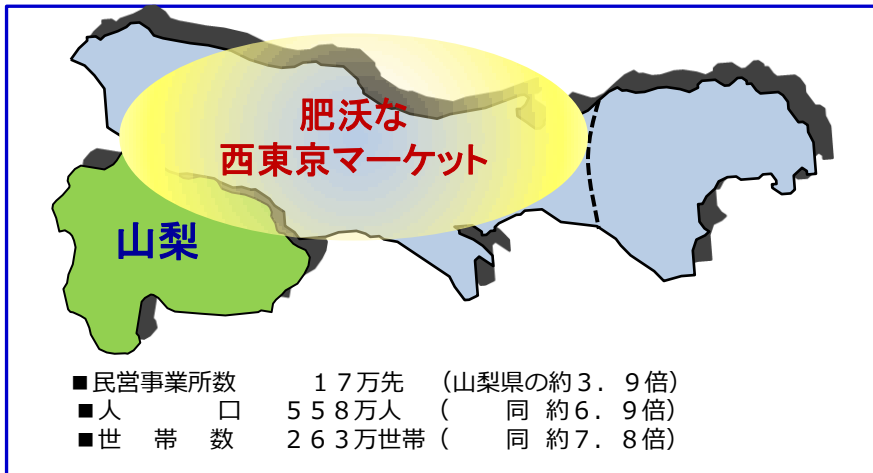 肥沃な
西東京マーケット
山梨
■民営事業所数　　　１７万先　（山梨県の約３．９倍）
■人　　　　口　５５８万人　（　　同 約６．９倍）
■世　帯　数　　２６３万世帯（　　同 約７．８倍）